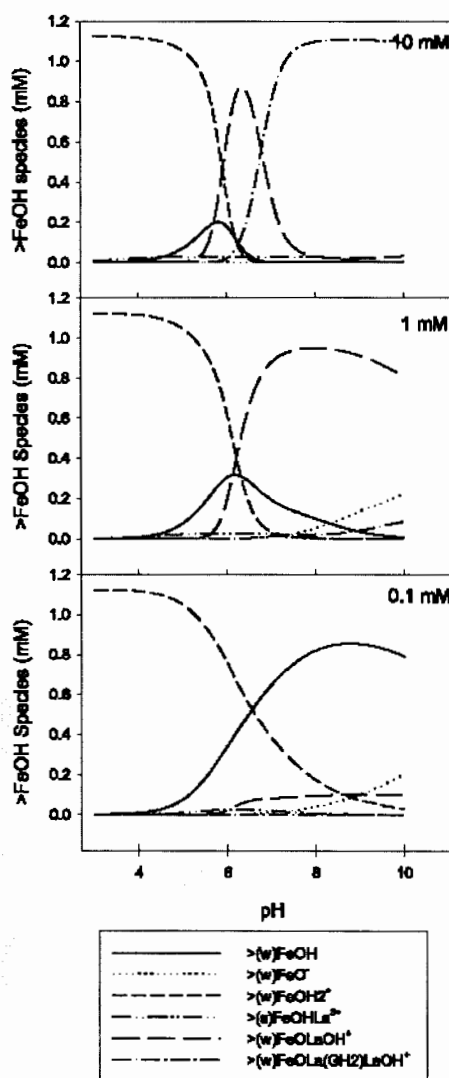 1.2
10 mM
1.0
0.8
0.6
0.4
0.2
0.0
>FeOH species (mM)
1.2
1 mM
1.0
0.8
0.6
0.4
0.2
0.0
>FeOH Species (mM)
1.2
0.1 mM
1.0
0.8
0.6
0.4
0.2
0.0
>FeOH Species (mM)
4 6 8 10
pH
>(w)FeOH
>(w)FeO⁻
>(w)FeOH2⁺
>(s)FeOHLa³⁺
>(w)FeOLaOH⁺
>(w)FeOLa(OH2)LaOH⁺